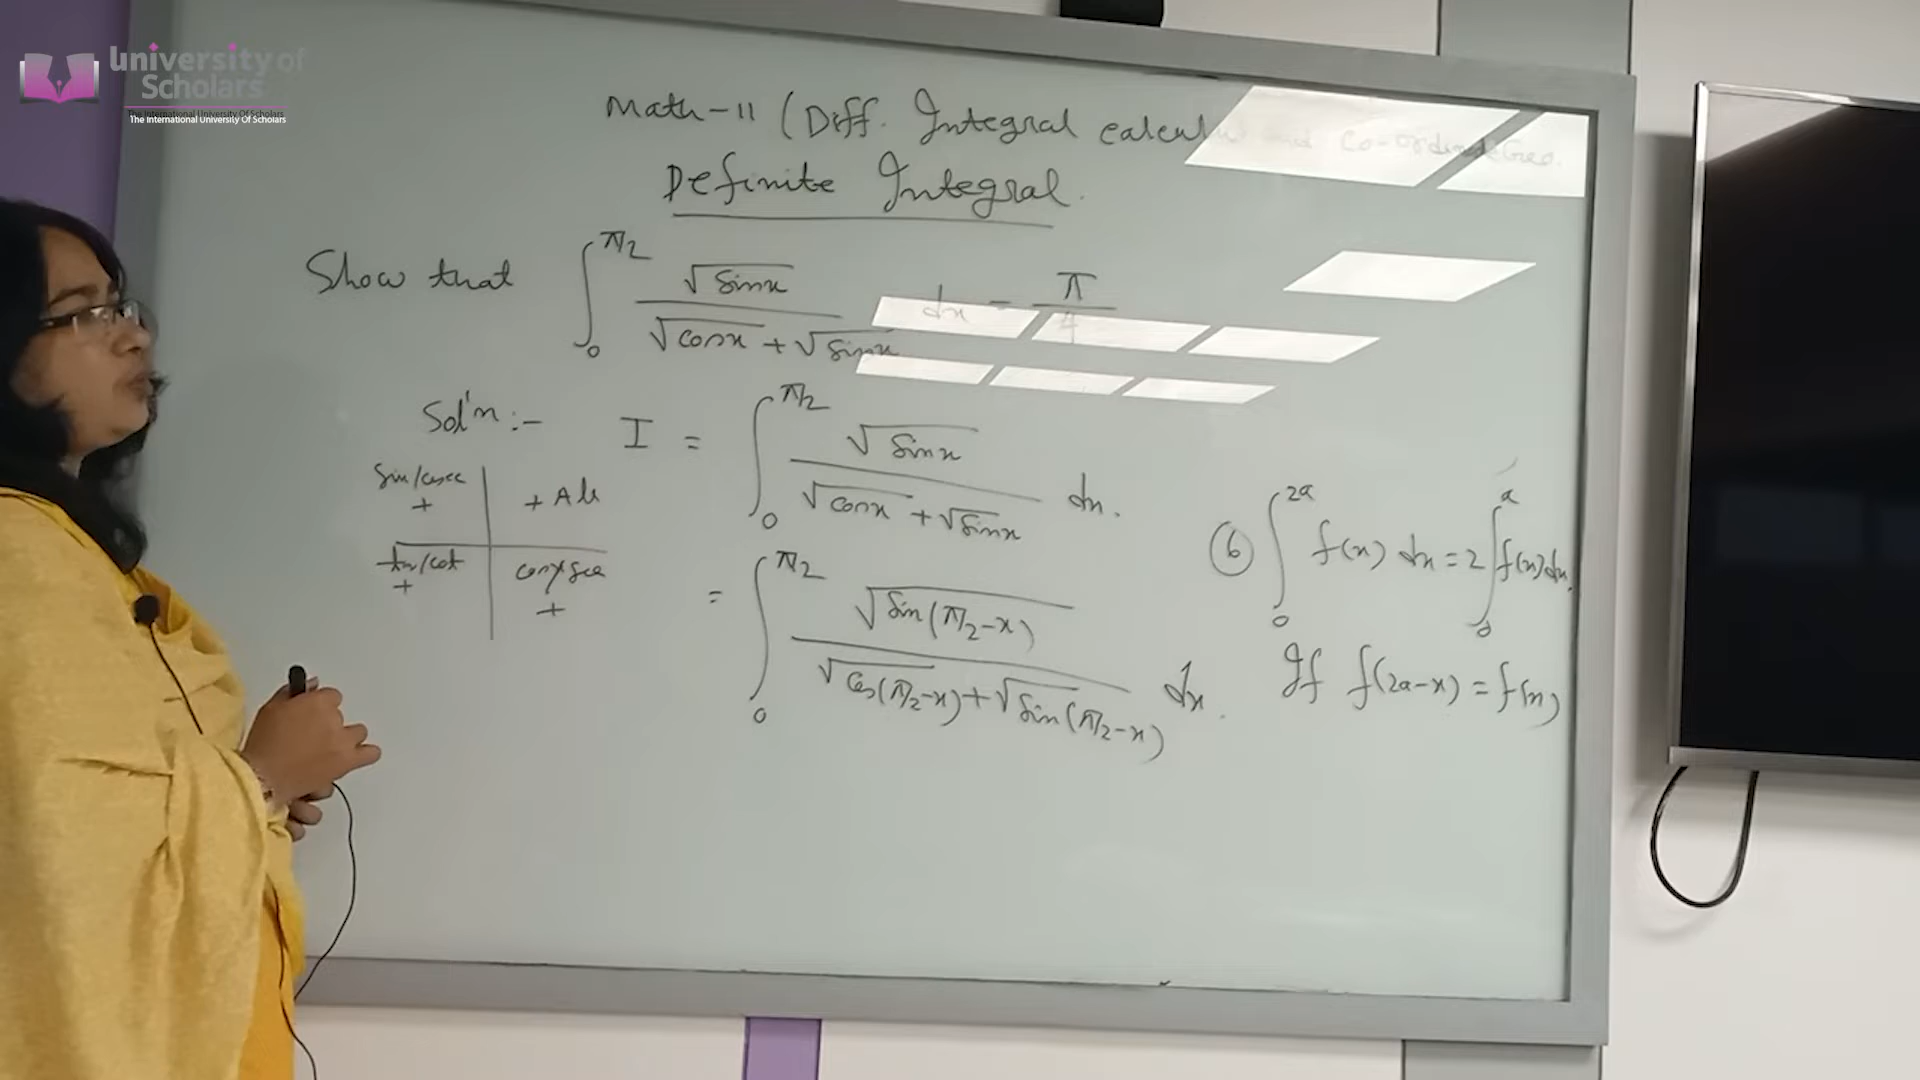 University of
Scholars
The International University Of Scholars
Math-11 (Diff. Integral calculu and Co-ordinate Geo.
Definite Integral.
Show that ∫₀^{π/2} √sinx / (√cosx + √sinx) dx = π/4
Sol'n :- I = ∫₀^{π/2} √sinx / (√cosx + √sinx) dx.
sin/cosec + | + All
tan/cot + | cos/sec +
= ∫₀^{π/2} √sin(π/2-x) / (√cos(π/2-x) + √sin(π/2-x)) dx.
⑥ ∫₀^{2a} f(x) dx = 2 ∫₀^{a} f(x) dx.
If f(2a-x) = f(x)